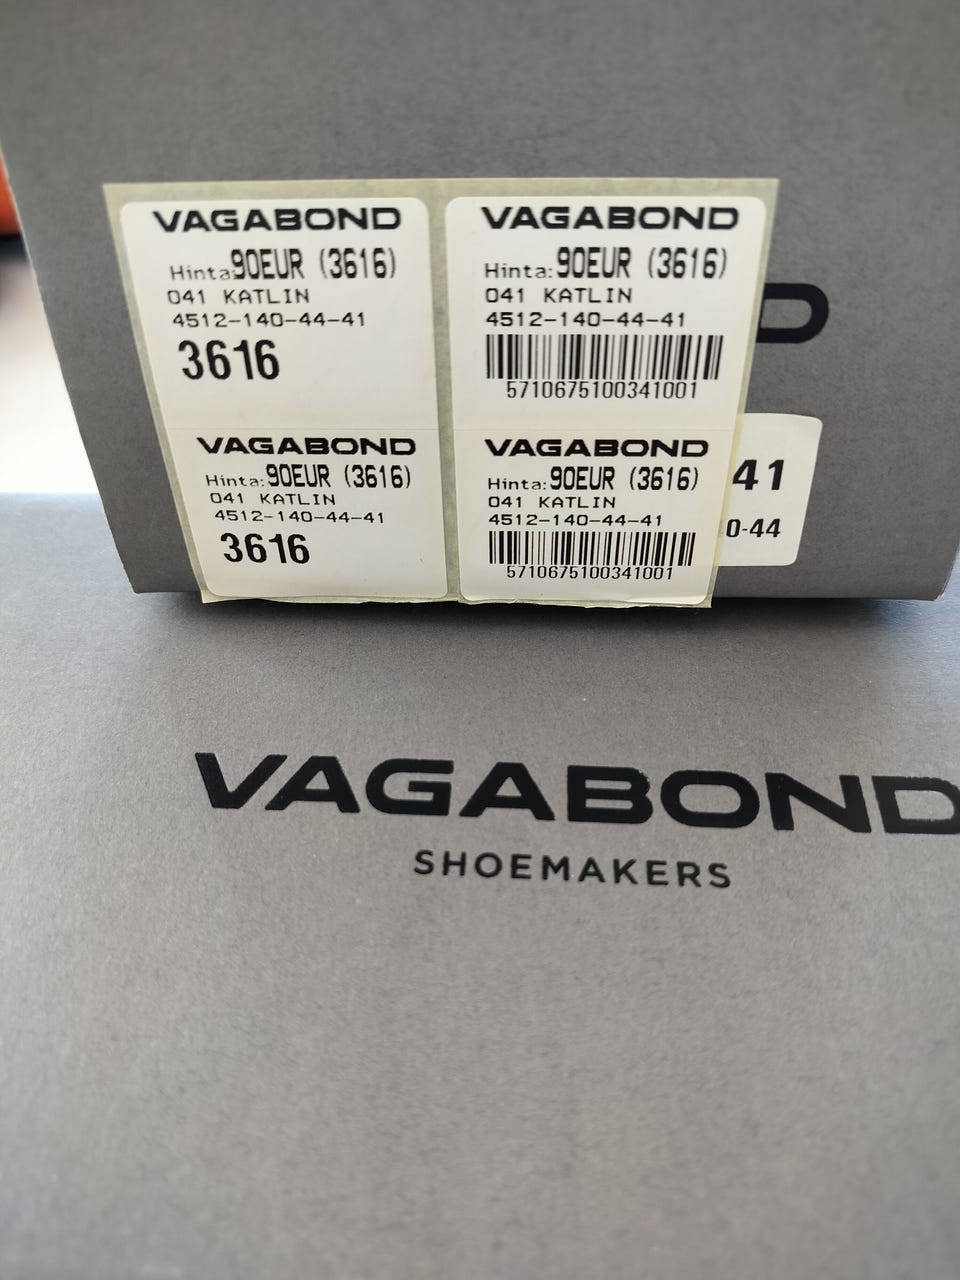 VAGABOND
Hinta:90EUR (3616)
041 KATLIN
4512-140-44-41
3616
VAGABOND
Hinta:90EUR (3616)
041 KATLIN
4512-140-44-41
5710675100341001
VAGABOND
Hinta:90EUR (3616)
041 KATLIN
4512-140-44-41
3616
VAGABOND
Hinta:90EUR (3616)
041 KATLIN
4512-140-44-41
5710675100341001
D
41
0-44
VAGABOND
SHOEMAKERS